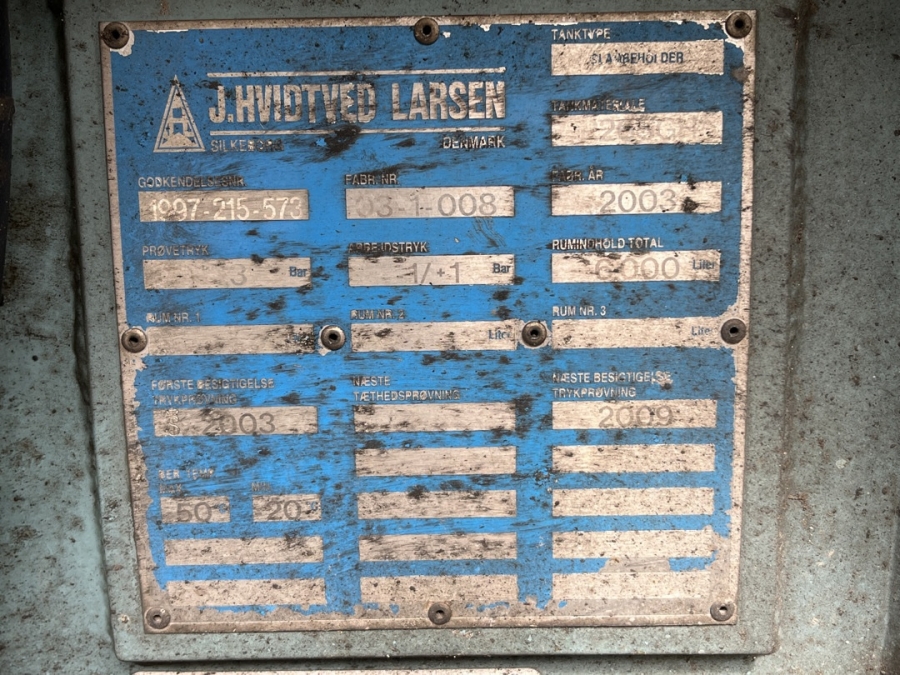 J.HVIDTVED LARSEN
DENMARK
TANKTYPE
TANKMATERIALE
GODKENDELSESNR.
1997-215-573
FABR. NR.
03-1-008
FABR. ÅR
2003
PRØVETRYK
3 Bar
ARBEJDSTRYK
1/+1 Bar
RUMINDHOLD TOTAL
6000 Liter
RUM NR. 1
RUM NR. 2
Liter
RUM NR. 3
Liter
FØRSTE BESIGTIGELSE
TRYKPRØVNING
2003
NÆSTE
TÆTHEDSPRØVNING
NÆSTE BESIGTIGELSE
TRYKPRØVNING
2009
50
20